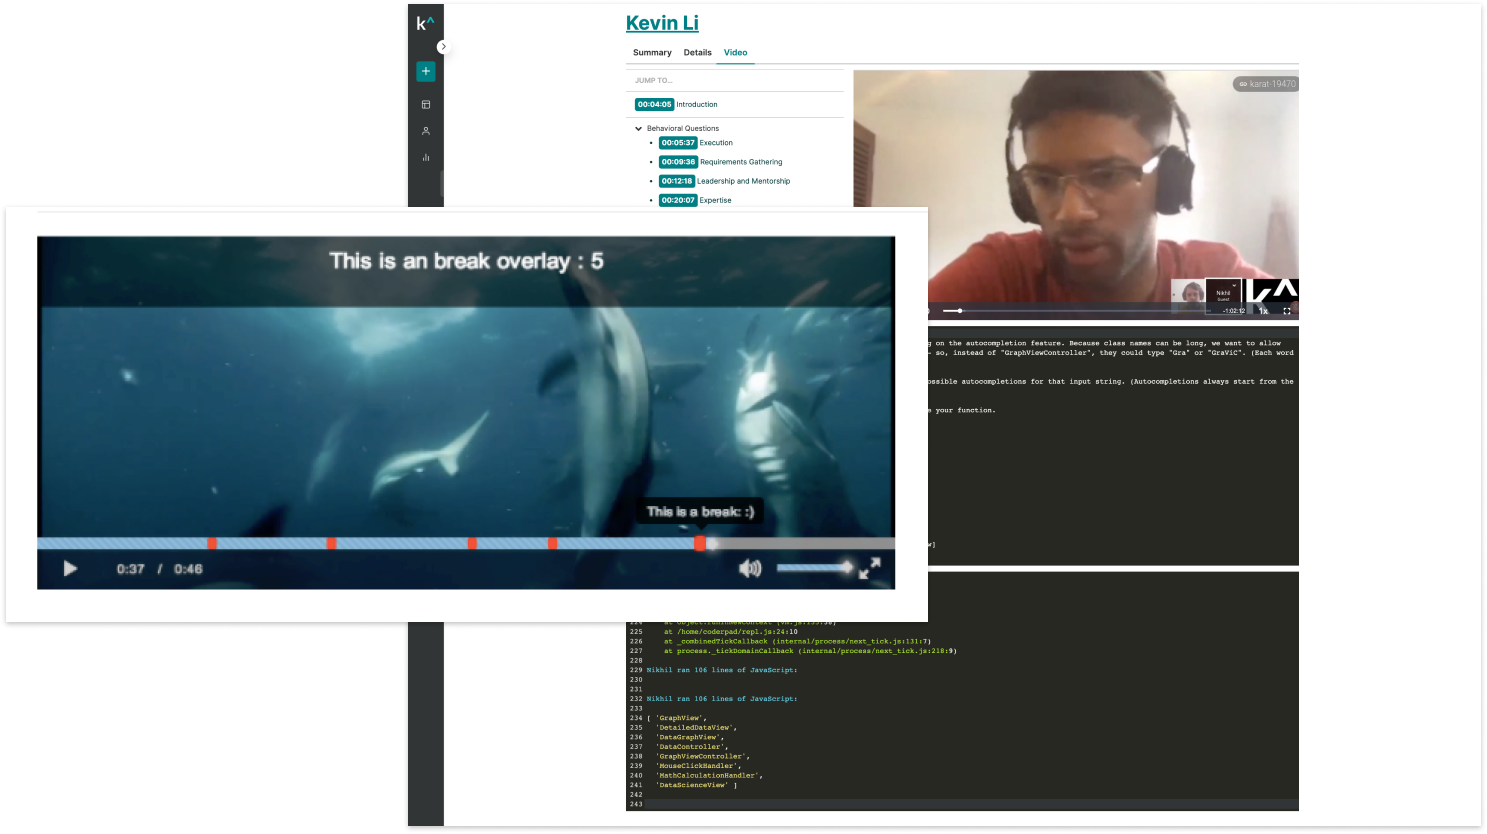 k^
Kevin Li
Summary Details Video
JUMP TO...
00:04:05 Introduction
Behavioral Questions
00:05:37 Execution
00:09:36 Requirements Gathering
00:12:18 Leadership and Mentorship
00:20:07 Expertise
karat-19470
Nikhil
Guest
-1:02:12 1x
This is an break overlay : 5
This is a break: :)
0:37 / 0:46
on the autocompletion feature. Because class names can be long, we want to allow
- so, instead of "GraphViewController", they could type "Gra" or "GraViC". (Each word
ossible autocompletions for that input string. (Autocompletions always start from the
e your function.
]
225 at /home/coderpad/repl.js:24:10
226 at _combinedTickCallback (internal/process/next_tick.js:131:7)
227 at process._tickDomainCallback (internal/process/next_tick.js:218:9)
228
229 Nikhil ran 106 lines of JavaScript:
230
231
232 Nikhil ran 106 lines of JavaScript:
233
234 [ 'GraphView',
235 'DetailedDataView',
236 'DataGraphView',
237 'DataController',
238 'GraphViewController',
239 'MouseClickHandler',
240 'MathCalculationHandler',
241 'DataScienceView' ]
242
243